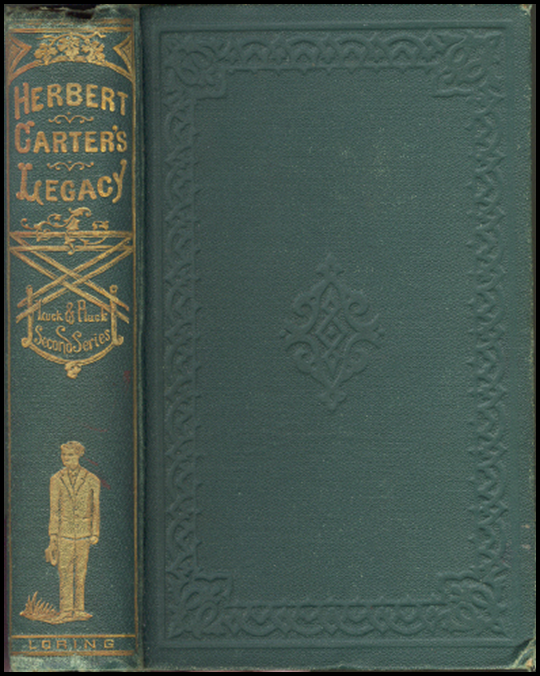 HERBERT
CARTER'S
LEGACY
Luck & Pluck
Second Series
LORING